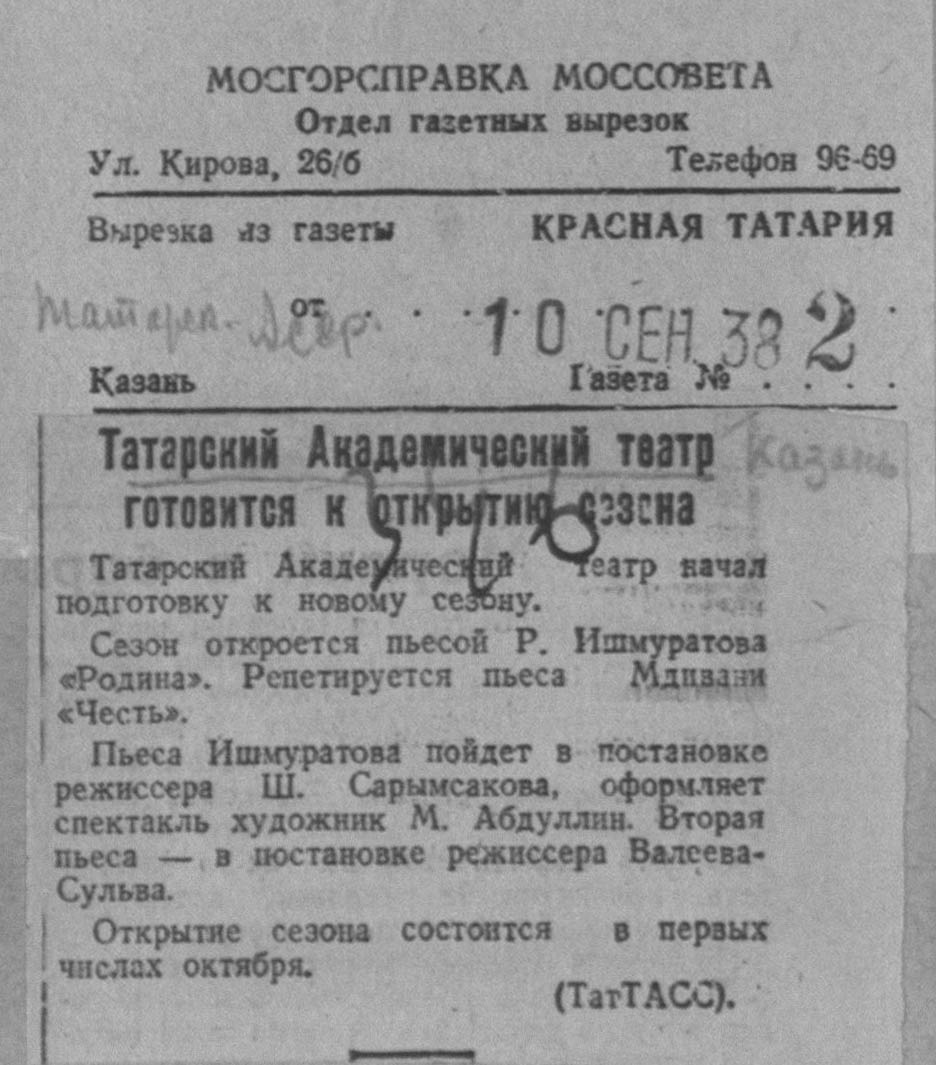 МОСГОРСПРАВКА МОССОВЕТА
Отдел газетных вырезок
Ул. Кирова, 26/б Телефон 96-69
Вырезка из газеты КРАСНАЯ ТАТАРИЯ
от . . . . 10 СЕН. 38 2
Казань Газета № . . . .
Татарский Академический театр Казань
готовится к открытию сезона
Татарский Академический театр начал
подготовку к новому сезону.
Сезон откроется пьесой Р. Ишмуратова
«Родина». Репетируется пьеса Мдивани
«Честь».
Пьеса Ишмуратова пойдет в постановке
режиссера Ш. Сарымсакова, оформляет
спектакль художник М. Абдуллин. Вторая
пьеса — в постановке режиссера Валеева-
Сульва.
Открытие сезона состоится в первых
числах октября.
(ТатТАСС).